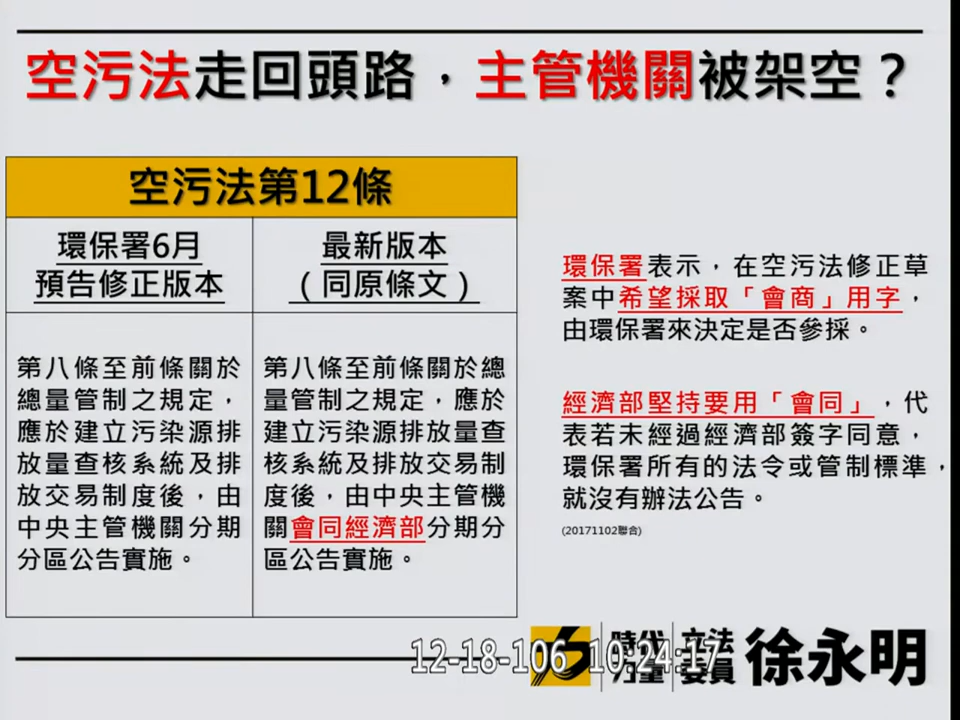 空污法走回頭路，主管機關被架空？
空污法第12條
環保署6月
預告修正版本
最新版本
（同原條文）
第八條至前條關於
總量管制之規定，
應於建立污染源排
放量查核系統及排
放交易制度後，由
中央主管機關分期
分區公告實施。
第八條至前條關於總
量管制之規定，應於
建立污染源排放量查
核系統及排放交易制
度後，由中央主管機
關會同經濟部分期分
區公告實施。
環保署表示，在空污法修正草
案中希望採取「會商」用字，
由環保署來決定是否參採。
經濟部堅持要用「會同」，代
表若未經過經濟部簽字同意，
環保署所有的法令或管制標準，
就沒有辦法公告。
(20171102聯合)
時代
力量
立法
委員
徐永明
12-18-106 10:24:17